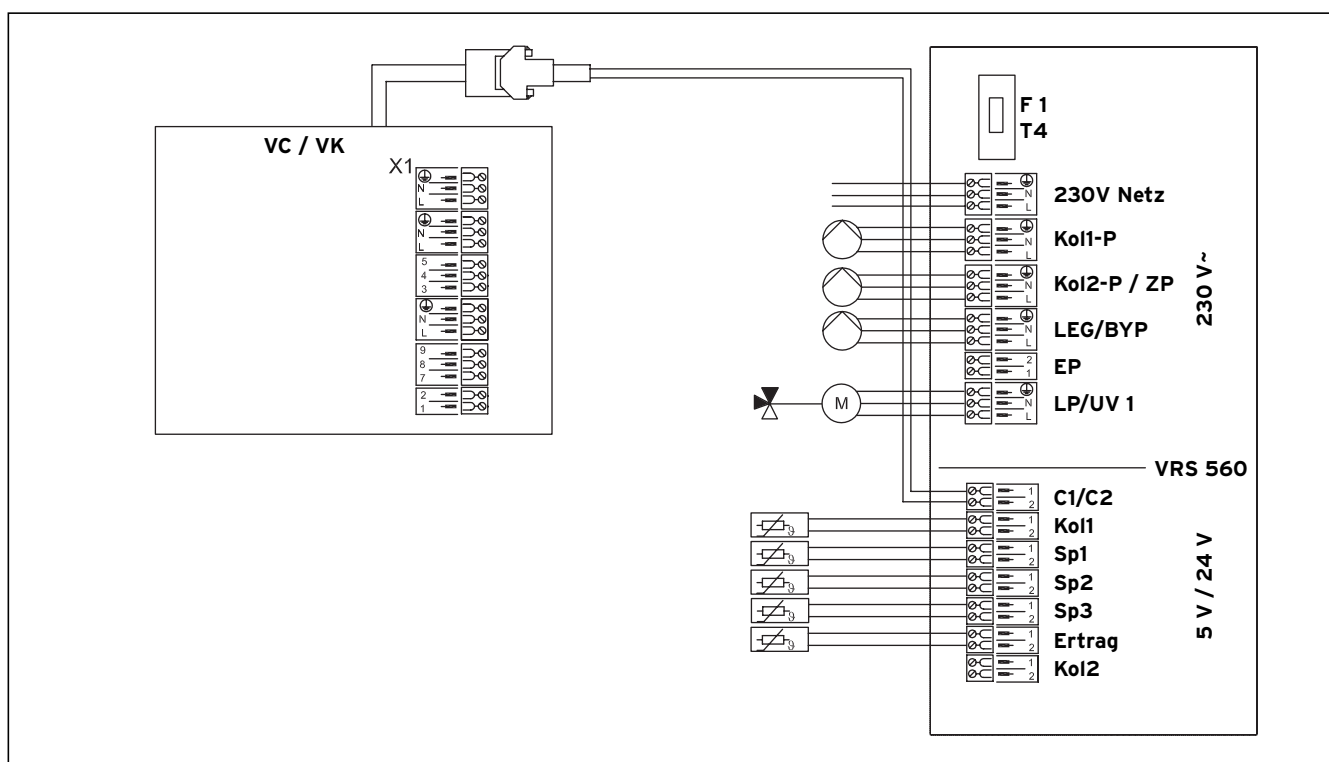 VC / VK
X1
N
L
N
L
5
4
3
N
L
9
8
7
2
1
F 1
T4
N
L
230V Netz
N
L
Kol1-P
N
L
Kol2-P / ZP
N
L
LEG/BYP
2
1
EP
M
N
L
LP/UV 1
230 V~
VRS 560
1
2
C1/C2
ϑ
1
2
Kol1
ϑ
1
2
Sp1
ϑ
1
2
Sp2
ϑ
1
2
Sp3
ϑ
1
2
Ertrag
1
2
Kol2
5 V / 24 V